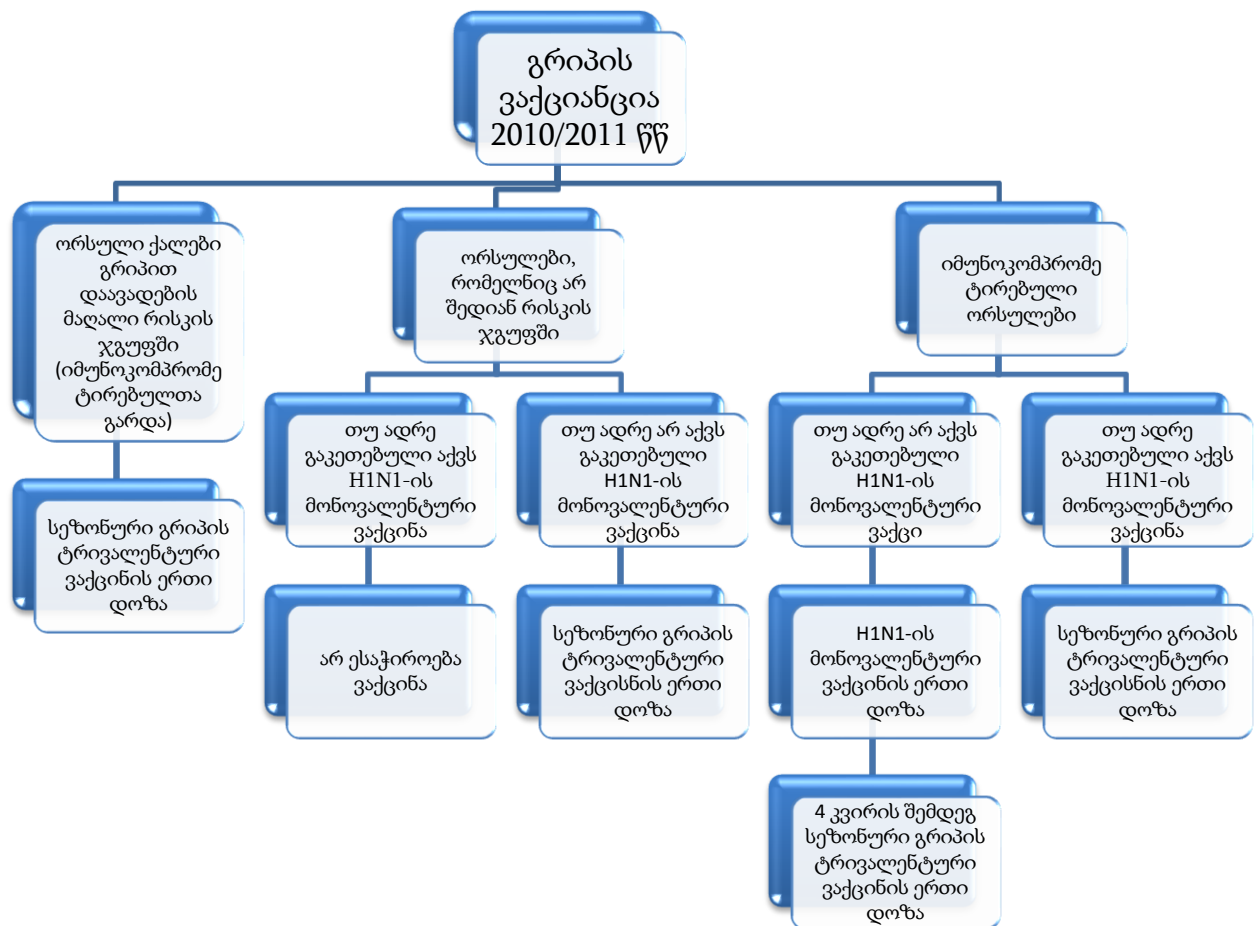 გრიპის
ვაქციანცია
2010/2011 წწ
ორსული ქალები
გრიპით
დაავადების
მაღალი რისკის
ჯგუფში
(იმუნოკომპრომე
ტირებულთა
გარდა)
სეზონური გრიპის
ტრივალენტური
ვაქცინის ერთი
დოზა
ორსულები,
რომელნიც არ
შედიან რისკის
ჯგუფში
თუ ადრე
გაკეთებული აქვს
H1N1-ის
მონოვალენტური
ვაქცინა
არ ესაჭიროება
ვაქცინა
თუ ადრე არ აქვს
გაკეთებული
H1N1-ის
მონოვალენტური
ვაქცინა
სეზონური გრიპის
ტრივალენტური
ვაქცისნის ერთი
დოზა
იმუნოკომპრომე
ტირებული
ორსულები
თუ ადრე არ აქვს
გაკეთებული
H1N1-ის
მონოვალენტური
ვაქცი
H1N1-ის
მონოვალენტური
ვაქცინის ერთი
დოზა
4 კვირის შემდეგ
სეზონური გრიპის
ტრივალენტური
ვაქცინის ერთი
დოზა
თუ ადრე
გაკეთებული აქვს
H1N1-ის
მონოვალენტური
ვაქცინა
სეზონური გრიპის
ტრივალენტური
ვაქცისნის ერთი
დოზა